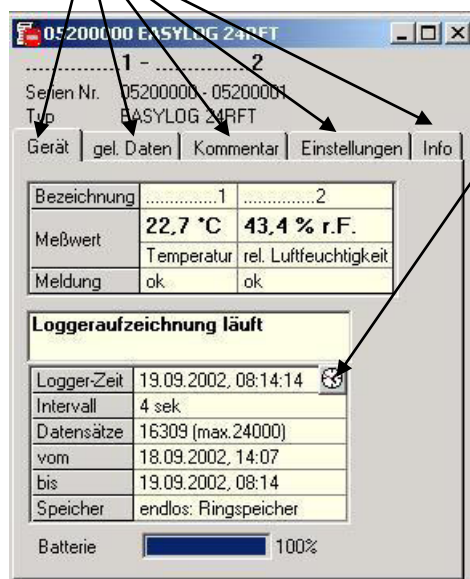 05200000 EASYLOG 24RFT
..............1 - ..............2
Serien Nr. 05200000 - 05200001
Typ EASYLOG 24RFT
Gerät gel. Daten Kommentar Einstellungen Info
Bezeichnung ..............1 ..............2
Meßwert 22,7 °C 43,4 % r.F.
Temperatur rel. Luftfeuchtigkeit
Meldung ok ok
Loggeraufzeichnung läuft
Logger-Zeit 19.09.2002, 08:14:14
Intervall 4 sek
Datensätze 16309 (max.24000)
vom 18.09.2002, 14:07
bis 19.09.2002, 08:14
Speicher endlos: Ringspeicher
Batterie 100%